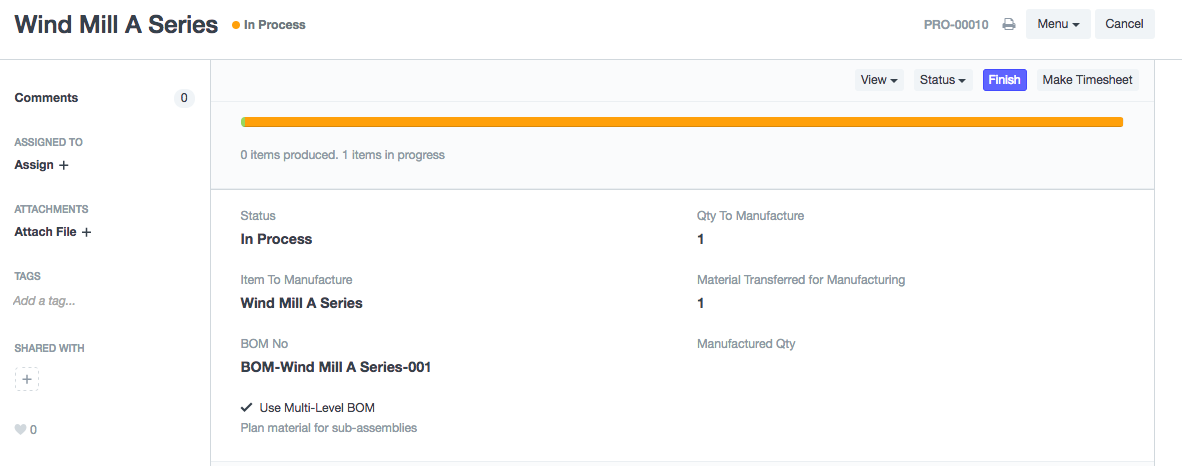 Wind Mill A Series
In Process
PRO-00010
Menu
Cancel
Comments
0
ASSIGNED TO
Assign +
ATTACHMENTS
Attach File +
TAGS
Add a tag...
SHARED WITH
+
0
View
Status
Finish
Make Timesheet
0 items produced. 1 items in progress
Status
In Process
Item To Manufacture
Wind Mill A Series
BOM No
BOM-Wind Mill A Series-001
Use Multi-Level BOM
Plan material for sub-assemblies
Qty To Manufacture
1
Material Transferred for Manufacturing
1
Manufactured Qty